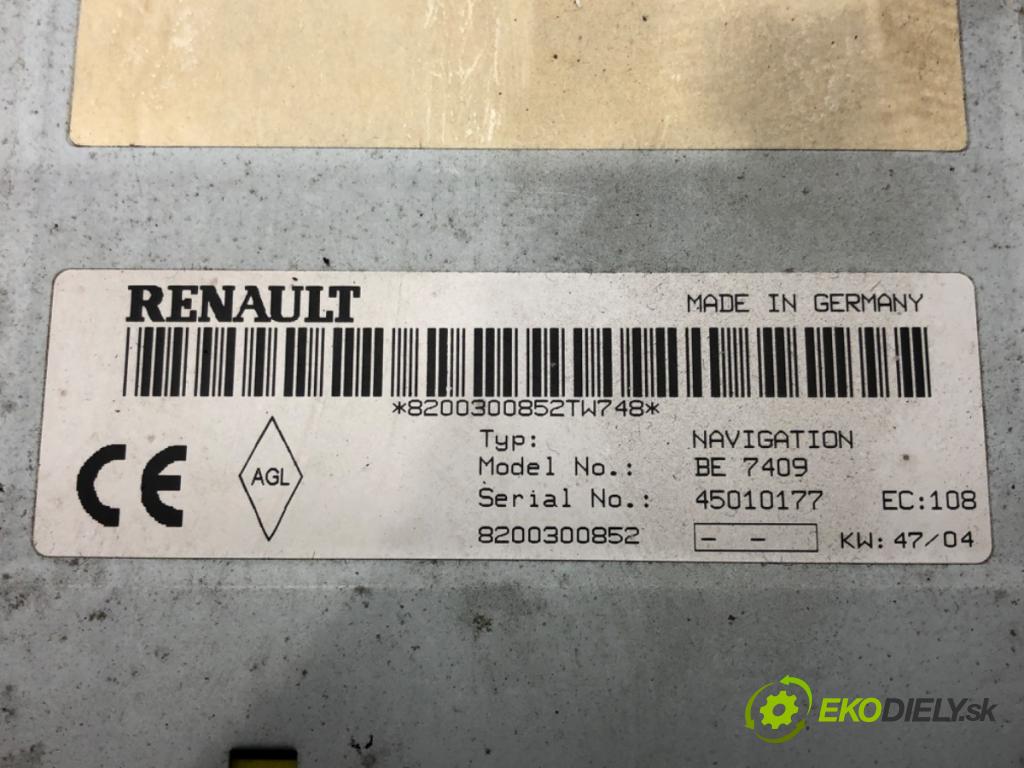 RENAULT MADE IN GERMANY
*8200300852TW748*
CE AGL
Typ: NAVIGATION
Model No.: BE 7409
Serial No.: 45010177 EC:108
8200300852 - - KW: 47/04
EKODIELY.sk